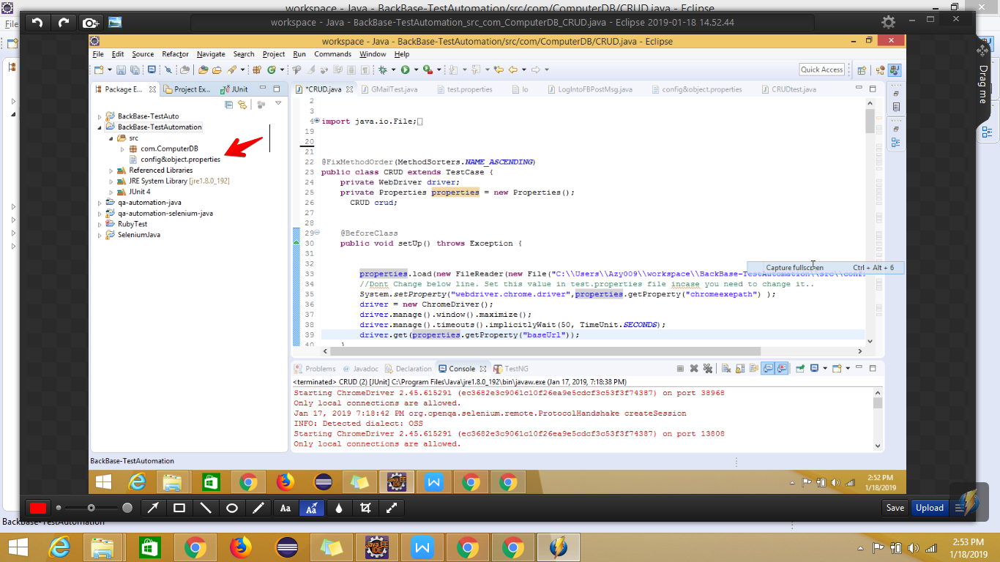 workspace - Java - BackBase-TestAutomation/src/com/ComputerDB/CRUD.java - Eclipse
File
workspace - Java - BackBase-TestAutomation_src_com_ComputerDB_CRUD.java - Eclipse 2019-01-18 14.52.44
workspace - Java - BackBase-TestAutomation/src/com/ComputerDB/CRUD.java - Eclipse
File Edit Source Refactor Navigate Search Project Run Commands Window Help
Quick Access
Drag me
Package E... Project Ex... JUnit
*CRUD.java GMailTest.java test.properties lo LogIntoFBPostMsg.java config&object.properties CRUDtest.java
BackBase-TestAuto
BackBase-TestAutomation
src
com.ComputerDB
config&object.properties
Referenced Libraries
JRE System Library [jre1.8.0_192]
JUnit 4
qa-automation-java
qa-automation-selenium-java
RubyTest
SeleniumJava
2
3
4 import java.io.File;
19
20
21
22 @FixMethodOrder(MethodSorters.NAME_ASCENDING)
23 public class CRUD extends TestCase {
24 private WebDriver driver;
25 private Properties properties = new Properties();
26 CRUD crud;
27
28
29 @BeforeClass
30 public void setUp() throws Exception {
31
32
33 properties.load(new FileReader(new File("C:\\Users\\Azy009\\workspace\\BackBase-TestAutomation\\src\\conf
Capture fullscreen Ctrl + Alt + 6
34 //Dont Change below line. Set this value in test.properties file incase you need to change it..
35 System.setProperty("webdriver.chrome.driver",properties.getProperty("chromeexepath") );
36 driver = new ChromeDriver();
37 driver.manage().window().maximize();
38 driver.manage().timeouts().implicitlyWait(50, TimeUnit.SECONDS);
39 driver.get(properties.getProperty("baseUrl"));
40 }
Problems Javadoc Declaration Console TestNG
<terminated> CRUD (2) [JUnit] C:\Program Files\Java\jre1.8.0_192\bin\javaw.exe (Jan 17, 2019, 7:18:38 PM)
Starting ChromeDriver 2.45.615291 (ec3682e3c9061c10f26ea9e5cdcf3c53f3f74387) on port 38968
Only local connections are allowed.
Jan 17, 2019 7:18:42 PM org.openqa.selenium.remote.ProtocolHandshake createSession
INFO: Detected dialect: OSS
Starting ChromeDriver 2.45.615291 (ec3682e3c9061c10f26ea9e5cdcf3c53f3f74387) on port 13808
Only local connections are allowed.
BackBase-TestAutomation
Java EE
IDE
W
2:52 PM
1/18/2019
Aa Aa Save Upload
BackBase-TestAutomation
Java EE
IDE
W
2:53 PM
1/18/2019